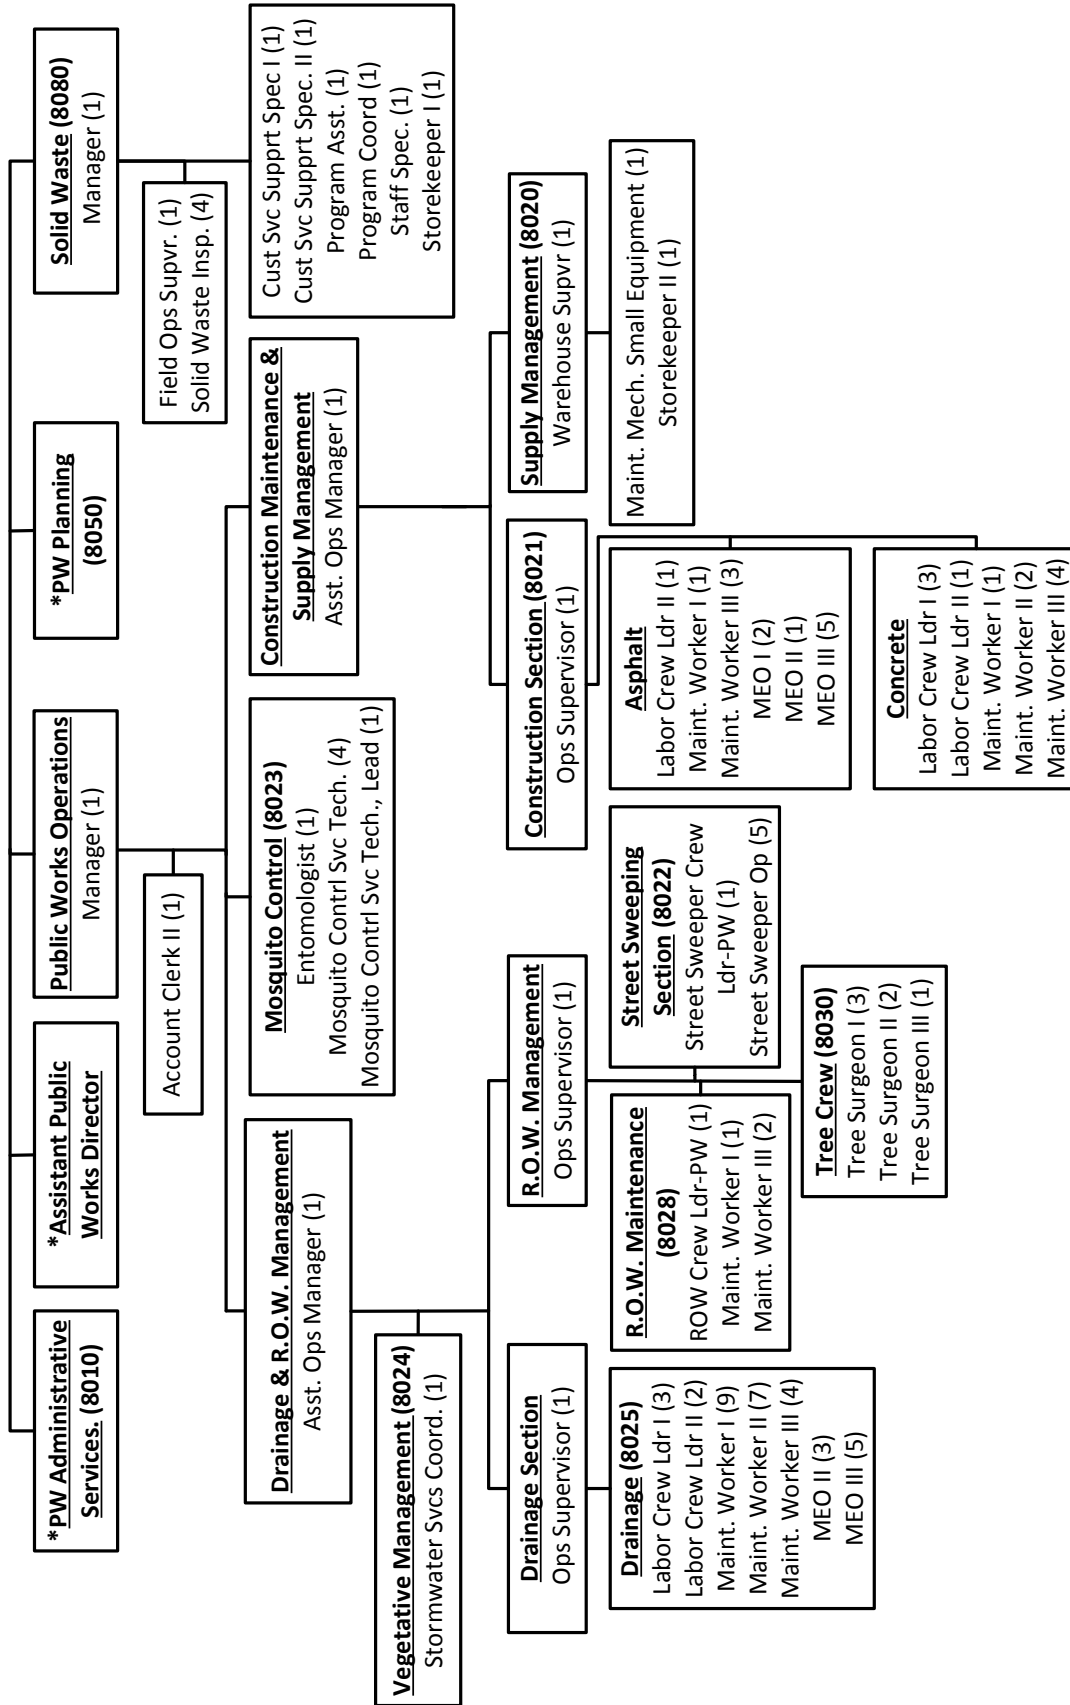 *PW Administrative
Services. (8010)
*Assistant Public
Works Director
Public Works Operations
Manager (1)
*PW Planning
(8050)
Solid Waste (8080)
Manager (1)
Account Clerk II (1)
Field Ops Supvr. (1)
Solid Waste Insp. (4)
Drainage & R.O.W. Management
Asst. Ops Manager (1)
Mosquito Control (8023)
Entomologist (1)
Mosquito Contrl Svc Tech. (4)
Mosquito Contrl Svc Tech., Lead (1)
Construction Maintenance &
Supply Management
Asst. Ops Manager (1)
Cust Svc Supprt Spec I (1)
Cust Svc Supprt Spec. II (1)
Program Asst. (1)
Program Coord (1)
Staff Spec. (1)
Storekeeper I (1)
Vegetative Management (8024)
Stormwater Svcs Coord. (1)
Drainage Section
Ops Supervisor (1)
R.O.W. Management
Ops Supervisor (1)
Construction Section (8021)
Ops Supervisor (1)
Supply Management (8020)
Warehouse Supvr (1)
Drainage (8025)
Labor Crew Ldr I (3)
Labor Crew Ldr II (2)
Maint. Worker I (9)
Maint. Worker II (7)
Maint. Worker III (4)
MEO II (3)
MEO III (5)
R.O.W. Maintenance
(8028)
ROW Crew Ldr-PW (1)
Maint. Worker I (1)
Maint. Worker III (2)
Street Sweeping
Section (8022)
Street Sweeper Crew
Ldr-PW (1)
Street Sweeper Op (5)
Asphalt
Labor Crew Ldr II (1)
Maint. Worker I (1)
Maint. Worker III (3)
MEO I (2)
MEO II (1)
MEO III (5)
Maint. Mech. Small Equipment (1)
Storekeeper II (1)
Tree Crew (8030)
Tree Surgeon I (3)
Tree Surgeon II (2)
Tree Surgeon III (1)
Concrete
Labor Crew Ldr I (3)
Labor Crew Ldr II (1)
Maint. Worker I (1)
Maint. Worker II (2)
Maint. Worker III (4)